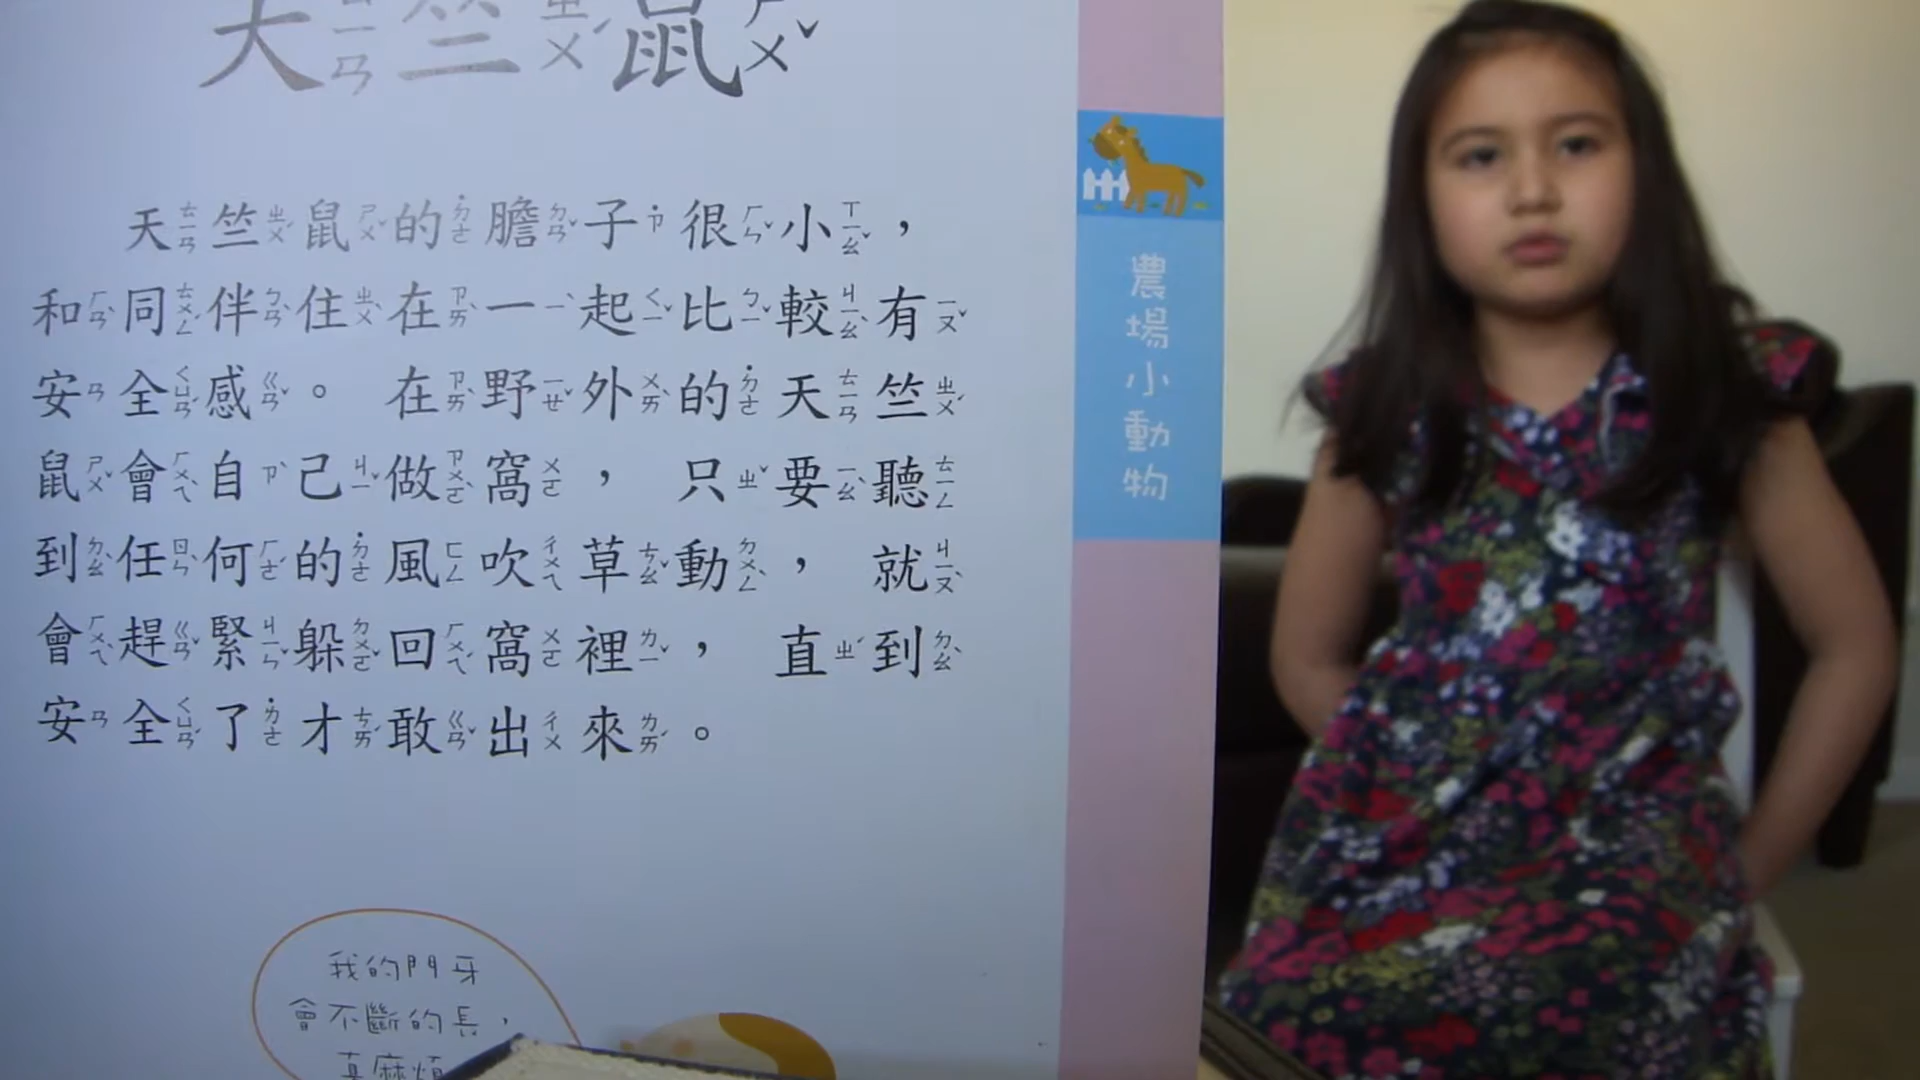 天竺鼠
天竺鼠的膽子很小，
和同伴住在一起比較有
安全感。在野外的天竺
鼠會自己做窩，只要聽
到任何的風吹草動，就
會趕緊躲回窩裡，直到
安全了才敢出來。
我的門牙
會不斷的長，
真麻煩
農場小動物